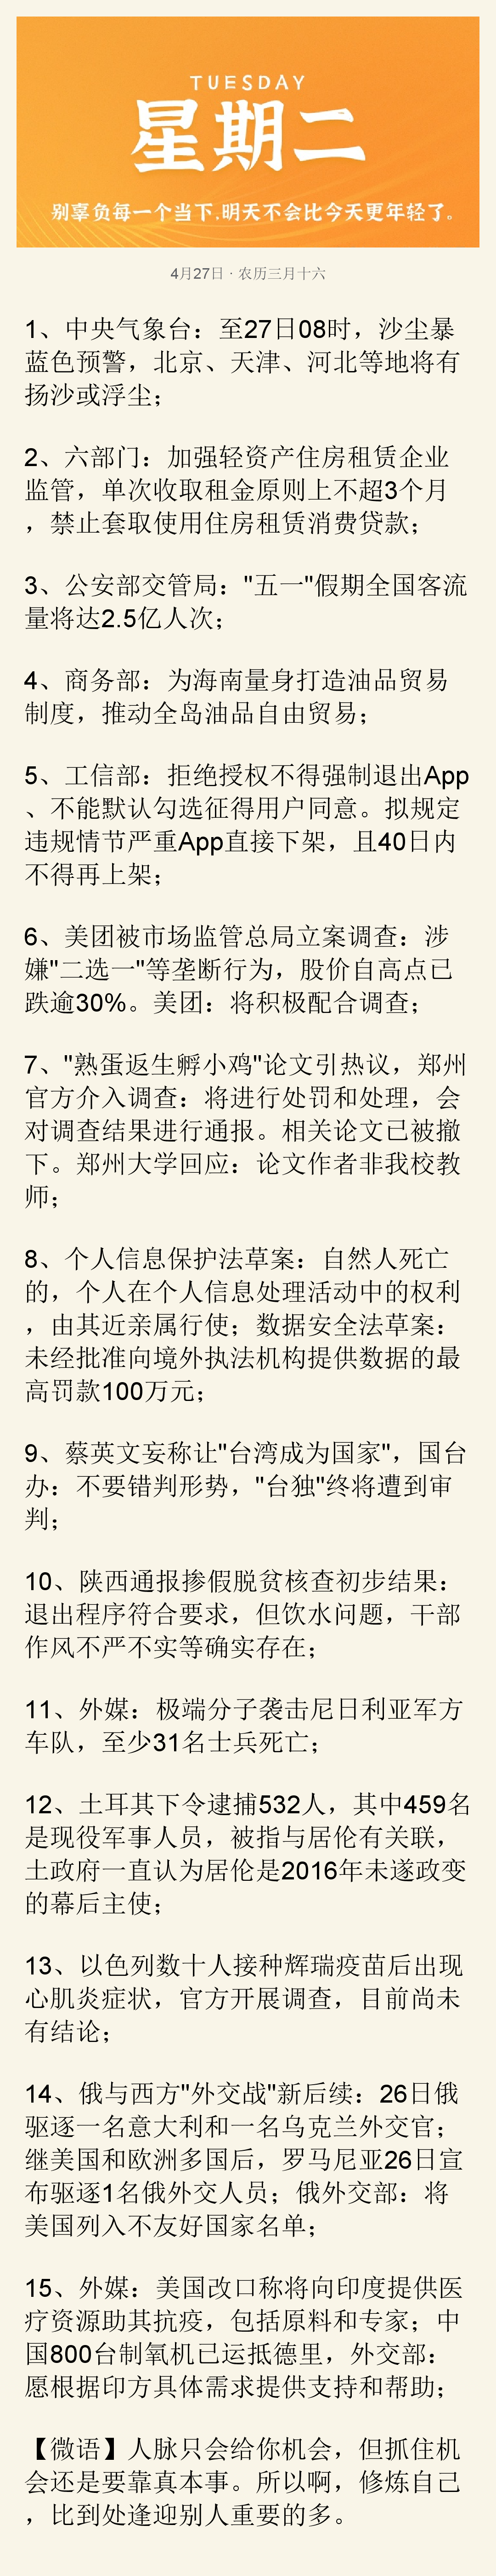 TUESDAY
星期二
别辜负每一个当下,明天不会比今天更年轻了。
4月27日 · 农历三月十六
1、中央气象台：至27日08时，沙尘暴
蓝色预警，北京、天津、河北等地将有
扬沙或浮尘；
2、六部门：加强轻资产住房租赁企业
监管，单次收取租金原则上不超3个月
，禁止套取使用住房租赁消费贷款；
3、公安部交管局："五一"假期全国客流
量将达2.5亿人次；
4、商务部：为海南量身打造油品贸易
制度，推动全岛油品自由贸易；
5、工信部：拒绝授权不得强制退出App
、不能默认勾选征得用户同意。拟规定
违规情节严重App直接下架，且40日内
不得再上架；
6、美团被市场监管总局立案调查：涉
嫌"二选一"等垄断行为，股价自高点已
跌逾30%。美团：将积极配合调查；
7、"熟蛋返生孵小鸡"论文引热议，郑州
官方介入调查：将进行处罚和处理，会
对调查结果进行通报。相关论文已被撤
下。郑州大学回应：论文作者非我校教
师；
8、个人信息保护法草案：自然人死亡
的，个人在个人信息处理活动中的权利
，由其近亲属行使；数据安全法草案：
未经批准向境外执法机构提供数据的最
高罚款100万元；
9、蔡英文妄称让"台湾成为国家"，国台
办：不要错判形势，"台独"终将遭到审
判；
10、陕西通报掺假脱贫核查初步结果：
退出程序符合要求，但饮水问题，干部
作风不严不实等确实存在；
11、外媒：极端分子袭击尼日利亚军方
车队，至少31名士兵死亡；
12、土耳其下令逮捕532人，其中459名
是现役军事人员，被指与居伦有关联，
土政府一直认为居伦是2016年未遂政变
的幕后主使；
13、以色列数十人接种辉瑞疫苗后出现
心肌炎症状，官方开展调查，目前尚未
有结论；
14、俄与西方"外交战"新后续：26日俄
驱逐一名意大利和一名乌克兰外交官；
继美国和欧洲多国后，罗马尼亚26日宣
布驱逐1名俄外交人员；俄外交部：将
美国列入不友好国家名单；
15、外媒：美国改口称将向印度提供医
疗资源助其抗疫，包括原料和专家；中
国800台制氧机已运抵德里，外交部：
愿根据印方具体需求提供支持和帮助；
【微语】人脉只会给你机会，但抓住机
会还是要靠真本事。所以啊，修炼自己
，比到处逢迎别人重要的多。